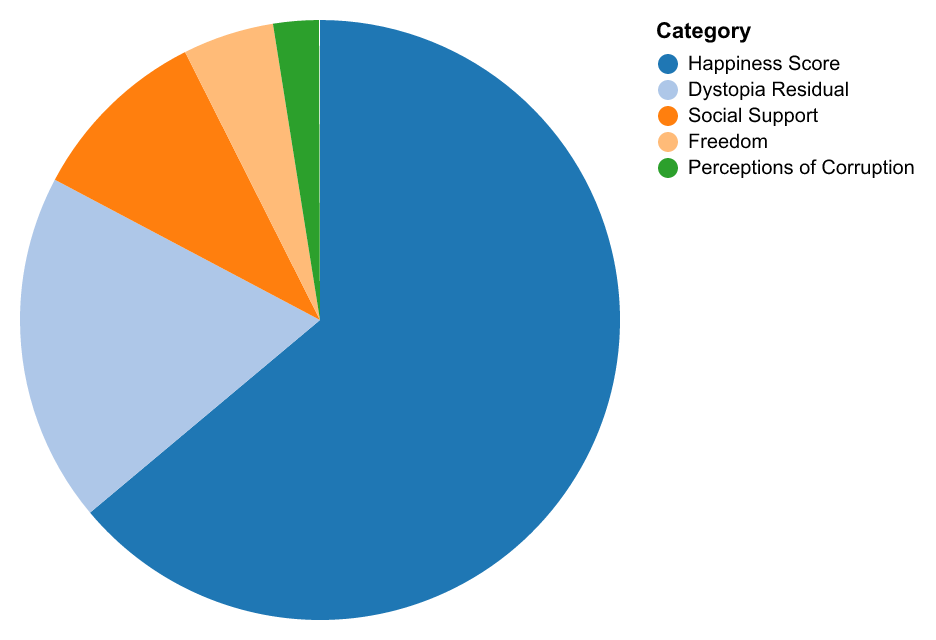 Category
Happiness Score
Dystopia Residual
Social Support
Freedom
Perceptions of Corruption